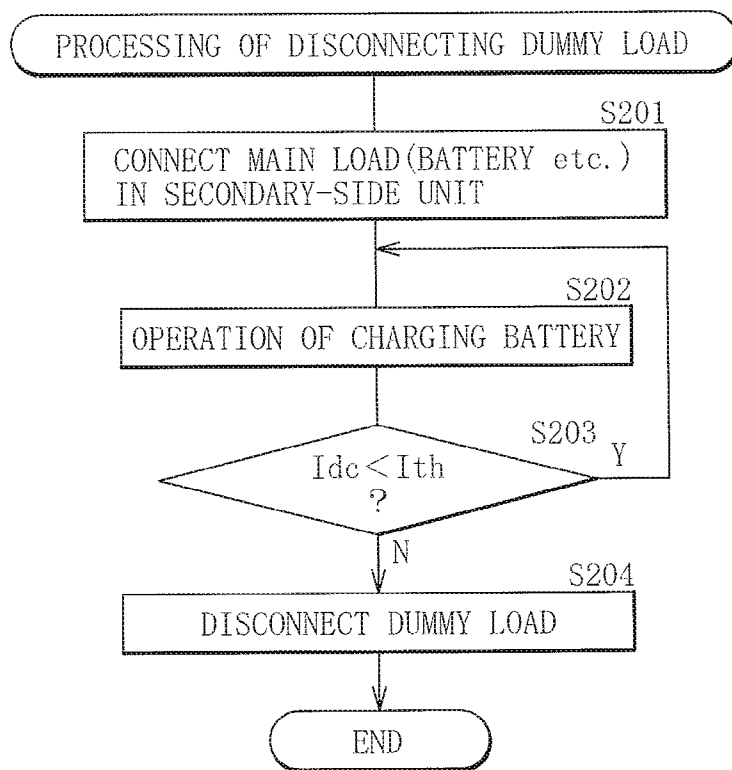 PROCESSING OF DISCONNECTING DUMMY LOAD
S201
CONNECT MAIN LOAD(BATTERY etc.)
IN SECONDARY-SIDE UNIT
S202
OPERATION OF CHARGING BATTERY
S203
Idc<Ith
?
Y
N
S204
DISCONNECT DUMMY LOAD
END